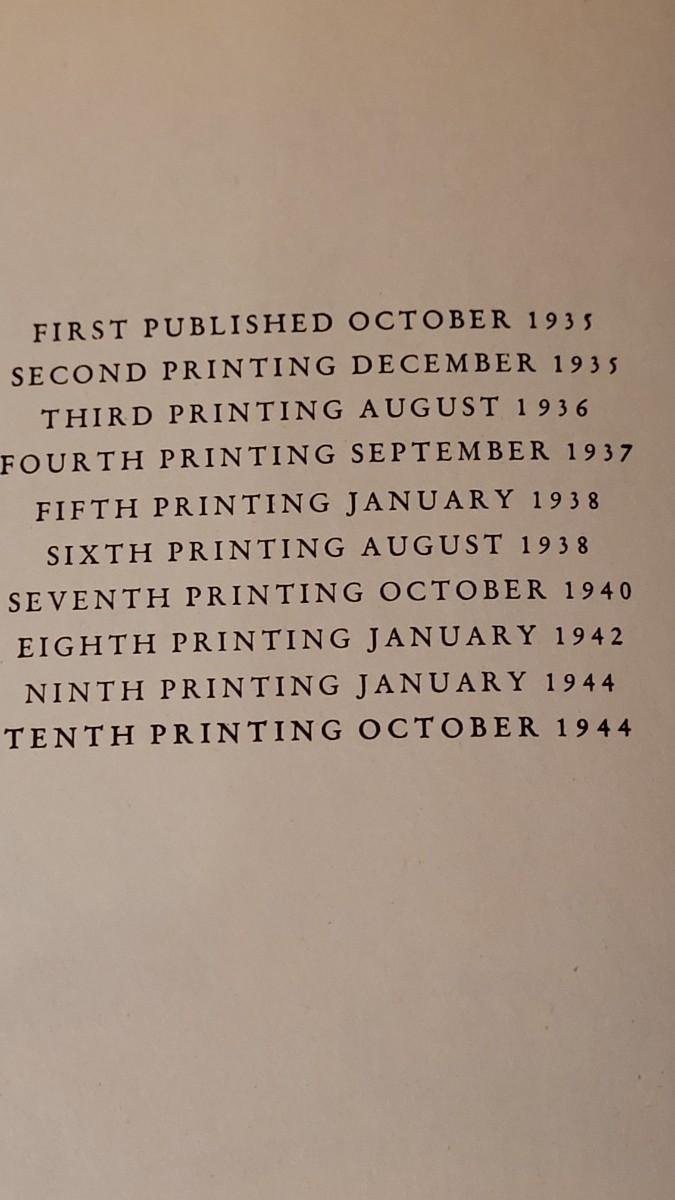 FIRST PUBLISHED OCTOBER 1935
SECOND PRINTING DECEMBER 1935
THIRD PRINTING AUGUST 1936
FOURTH PRINTING SEPTEMBER 1937
FIFTH PRINTING JANUARY 1938
SIXTH PRINTING AUGUST 1938
SEVENTH PRINTING OCTOBER 1940
EIGHTH PRINTING JANUARY 1942
NINTH PRINTING JANUARY 1944
TENTH PRINTING OCTOBER 1944